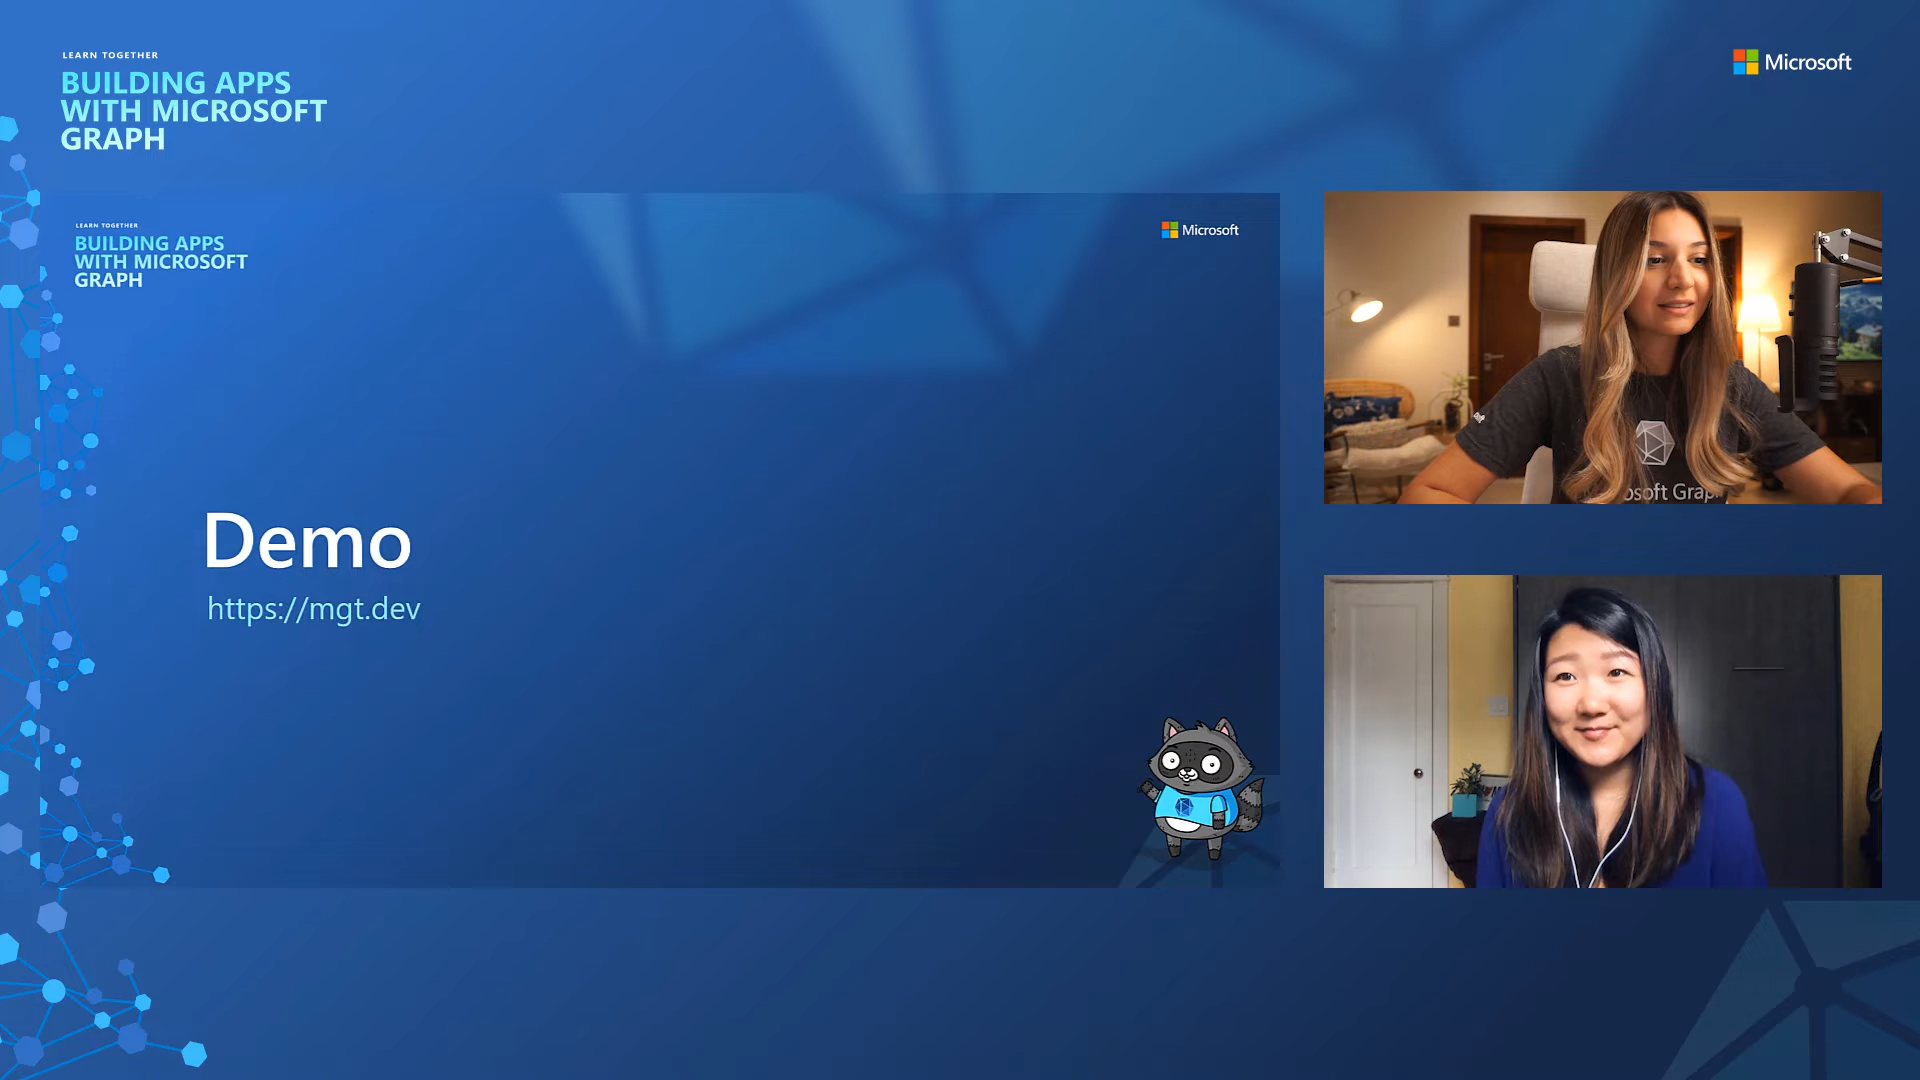 LEARN TOGETHER
BUILDING APPS
WITH MICROSOFT
GRAPH
Microsoft
LEARN TOGETHER
BUILDING APPS
WITH MICROSOFT
GRAPH
Microsoft
Demo
https://mgt.dev